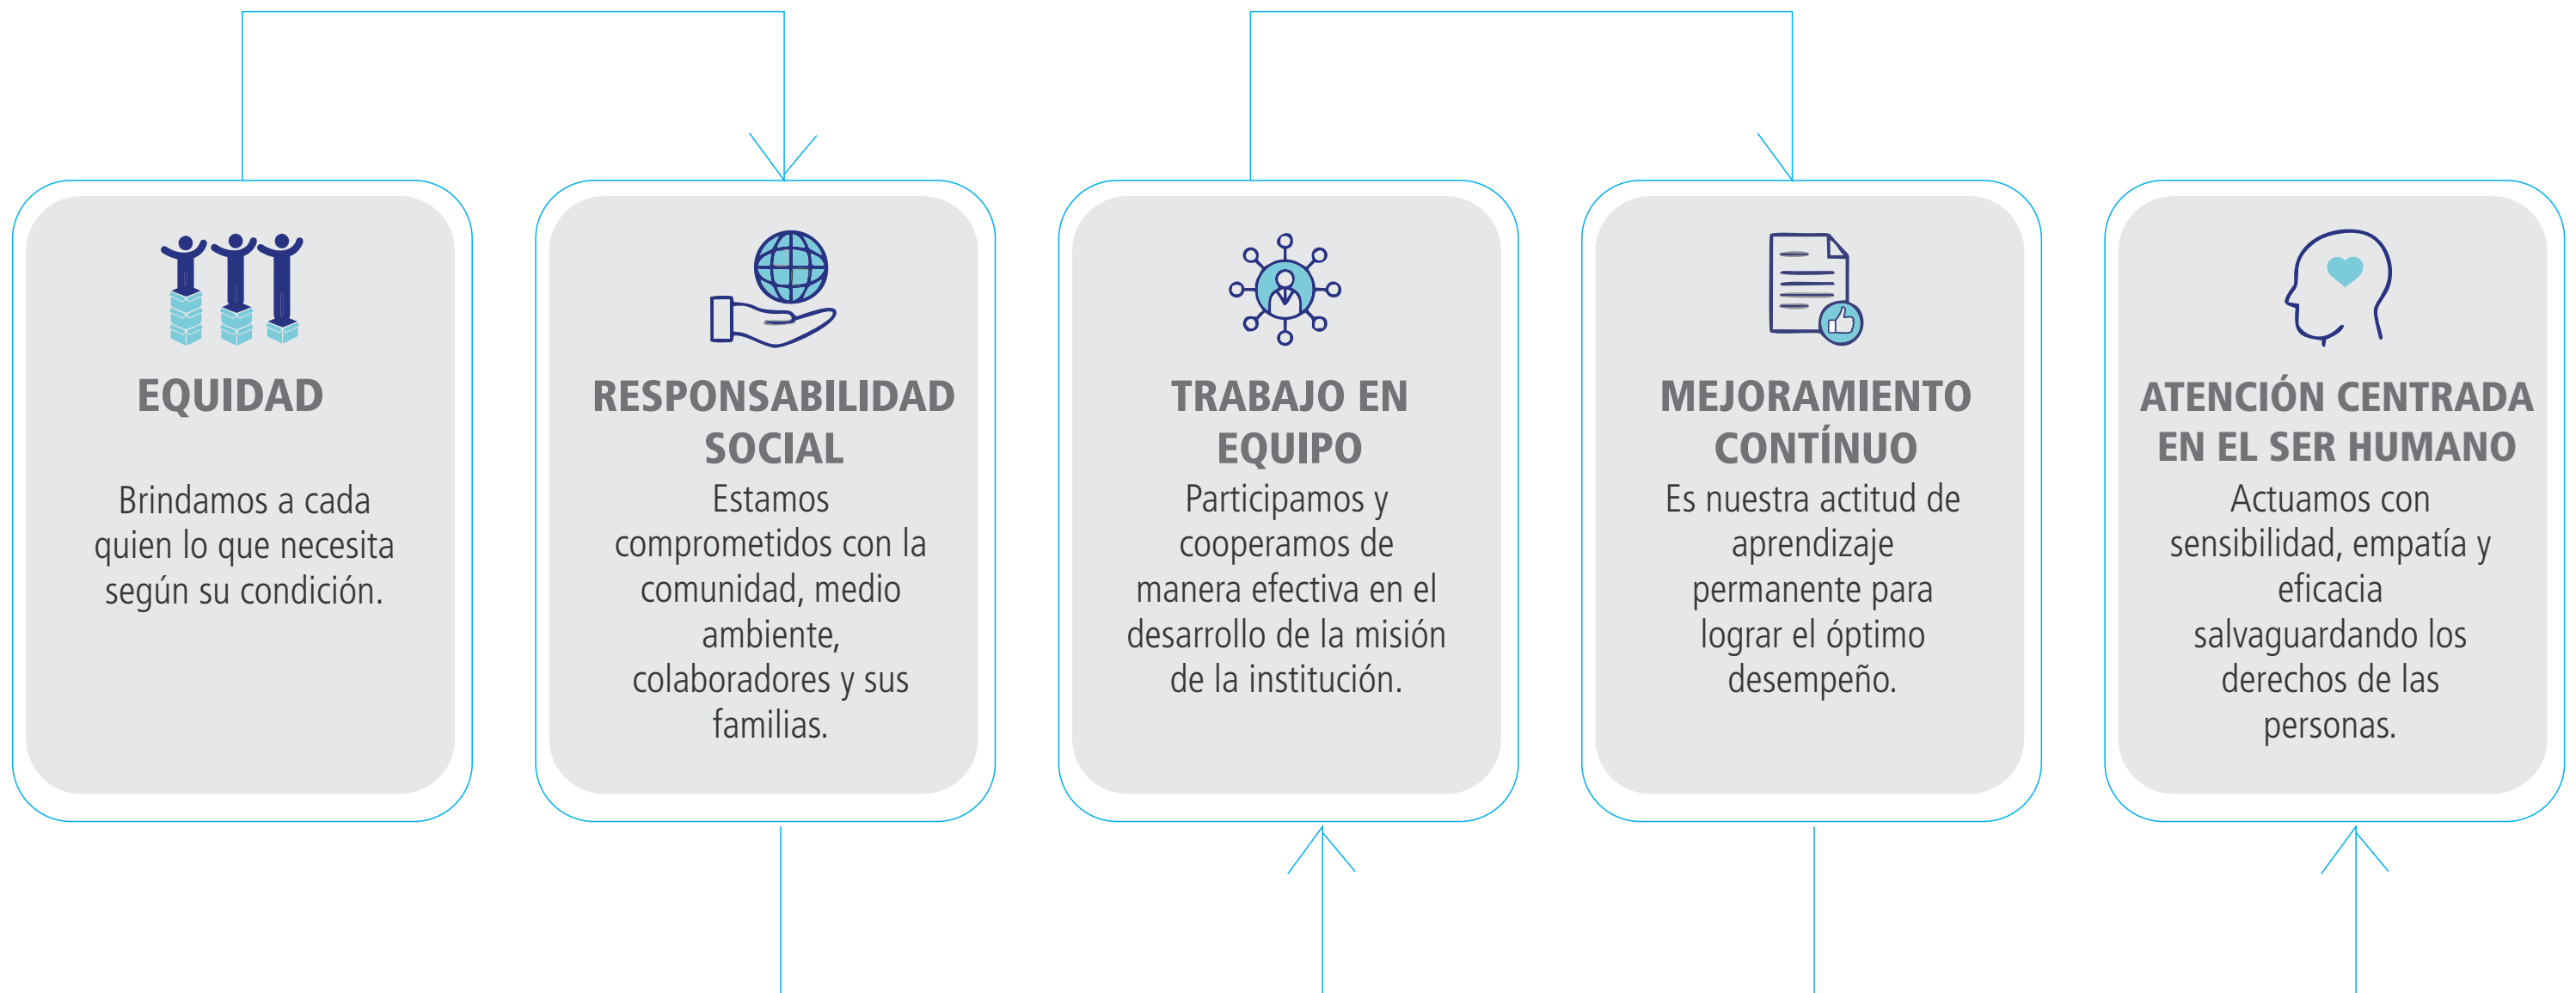 EQUIDAD
Brindamos a cada
quien lo que necesita
según su condición.
RESPONSABILIDAD
SOCIAL
Estamos
comprometidos con la
comunidad, medio
ambiente,
colaboradores y sus
familias.
TRABAJO EN
EQUIPO
Participamos y
cooperamos de
manera efectiva en el
desarrollo de la misión
de la institución.
MEJORAMIENTO
CONTÍNUO
Es nuestra actitud de
aprendizaje
permanente para
lograr el óptimo
desempeño.
ATENCIÓN CENTRADA
EN EL SER HUMANO
Actuamos con
sensibilidad, empatía y
eficacia
salvaguardando los
derechos de las
personas.